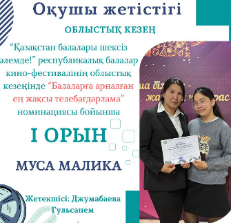 Оқушы жетістігі
ОБЛЫСТЫҚ КЕЗЕҢ
“Қазақстан балалары шексіз
әлемде!” республикалық балалар
кино-фестивалінің облыстық
кезеңінде “Балаларға арналған
ең жақсы телебағдарлама”
номинациясы бойынша
I ОРЫН
МУСА МАЛИКА
Жетекшісі: Джумабаева
Гульсанем